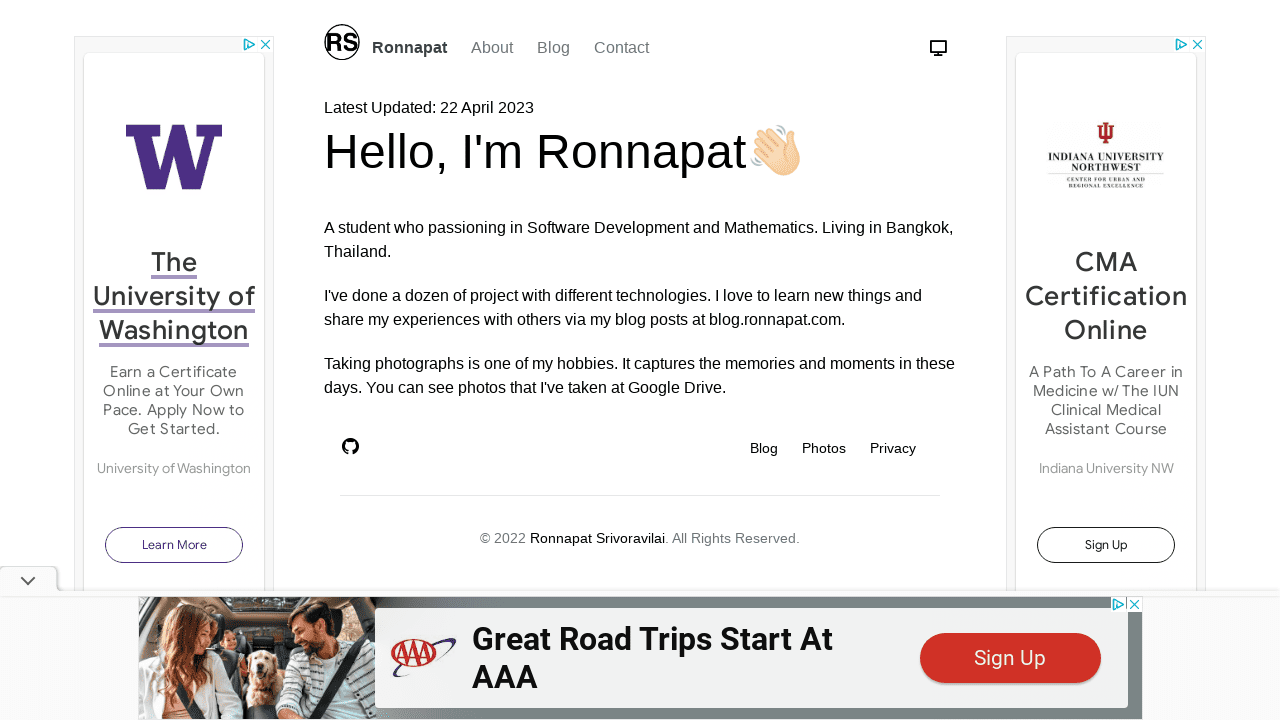 RS
Ronnapat
About
Blog
Contact
Latest Updated: 22 April 2023
Hello, I'm Ronnapat
A student who passioning in Software Development and Mathematics. Living in Bangkok,
Thailand.
I've done a dozen of project with different technologies. I love to learn new things and
share my experiences with others via my blog posts at blog.ronnapat.com.
Taking photographs is one of my hobbies. It captures the memories and moments in these
days. You can see photos that I've taken at Google Drive.
Blog
Photos
Privacy
© 2022 Ronnapat Srivoravilai. All Rights Reserved.
W
The
University of
Washington
Earn a Certificate
Online at Your Own
Pace. Apply Now to
Get Started.
University of Washington
Learn More
INDIANA UNIVERSITY
NORTHWEST
CENTER FOR URBAN AND
REGIONAL EXCELLENCE
CMA
Certification
Online
A Path To A Career in
Medicine w/ The IUN
Clinical Medical
Assistant Course
Indiana University NW
Sign Up
AAA
Great Road Trips Start At
AAA
Sign Up